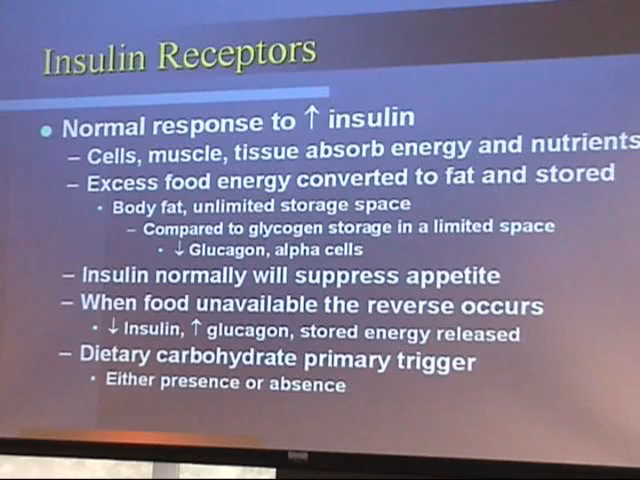 Insulin Receptors
• Normal response to ↑ insulin
– Cells, muscle, tissue absorb energy and nutrients
– Excess food energy converted to fat and stored
• Body fat, unlimited storage space
– Compared to glycogen storage in a limited space
• ↓ Glucagon, alpha cells
– Insulin normally will suppress appetite
– When food unavailable the reverse occurs
• ↓ Insulin, ↑ glucagon, stored energy released
– Dietary carbohydrate primary trigger
• Either presence or absence